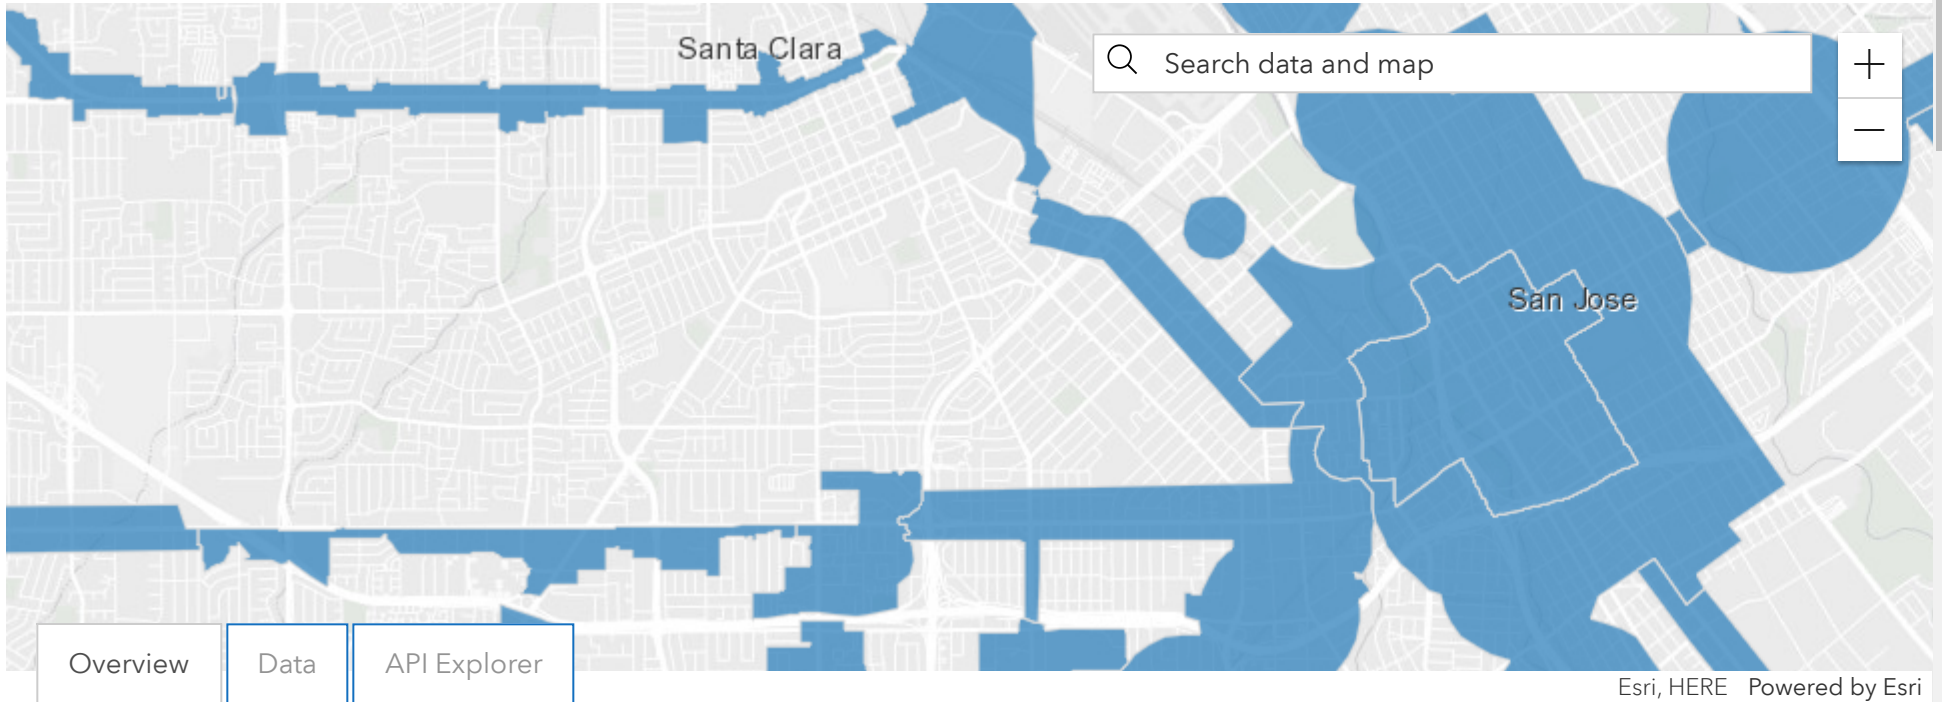 Santa Clara
Search data and map
San Jose
Overview
Data
API Explorer
Esri, HERE Powered by Esri